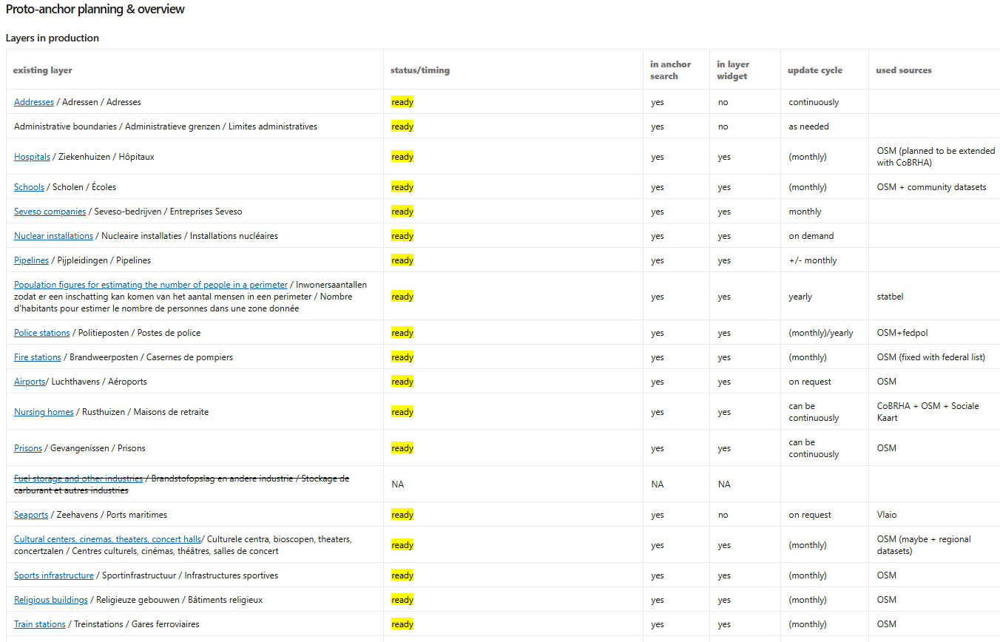 Proto-anchor planning & overview
Layers in production
existing layer status/timing in anchor search in layer widget update cycle used sources
Addresses / Adressen / Adresses ready yes no continuously
Administrative boundaries / Administratieve grenzen / Limites administratives ready yes no as needed
Hospitals / Ziekenhuizen / Hôpitaux ready yes yes (monthly) OSM (planned to be extended with CoBRHA)
Schools / Scholen / Écoles ready yes yes (monthly) OSM + community datasets
Seveso companies / Seveso-bedrijven / Entreprises Seveso ready yes yes monthly
Nuclear installations / Nucleaire installaties / Installations nucléaires ready yes yes on demand
Pipelines / Pijpleidingen / Pipelines ready yes yes +/- monthly
Population figures for estimating the number of people in a perimeter / Inwonersaantallen
zodat er een inschatting kan komen van het aantal mensen in een perimeter / Nombre
d'habitants pour estimer le nombre de personnes dans une zone donnée ready yes yes yearly statbel
Police stations / Politieposten / Postes de police ready yes yes (monthly)/yearly OSM+fedpol
Fire stations / Brandweerposten / Casernes de pompiers ready yes yes (monthly) OSM (fixed with federal list)
Airports/ Luchthavens / Aéroports ready yes yes on request OSM
Nursing homes / Rusthuizen / Maisons de retraite ready yes yes can be continuously CoBRHA + OSM + Sociale Kaart
Prisons / Gevangenissen / Prisons ready yes yes can be continuously OSM
Fuel storage and other industries / Brandstofopslag en andere industrie / Stockage de
carburant et autres industries NA NA NA
Seaports / Zeehavens / Ports maritimes ready yes no on request Vlaio
Cultural centers, cinemas, theaters, concert halls/ Culturele centra, bioscopen, theaters,
concertzalen / Centres culturels, cinémas, théâtres, salles de concert ready yes yes (monthly) OSM (maybe + regional datasets)
Sports infrastructure / Sportinfrastructuur / Infrastructures sportives ready yes yes (monthly) OSM
Religious buildings / Religieuze gebouwen / Bâtiments religieux ready yes yes (monthly) OSM
Train stations / Treinstations / Gares ferroviaires ready yes yes (monthly) OSM